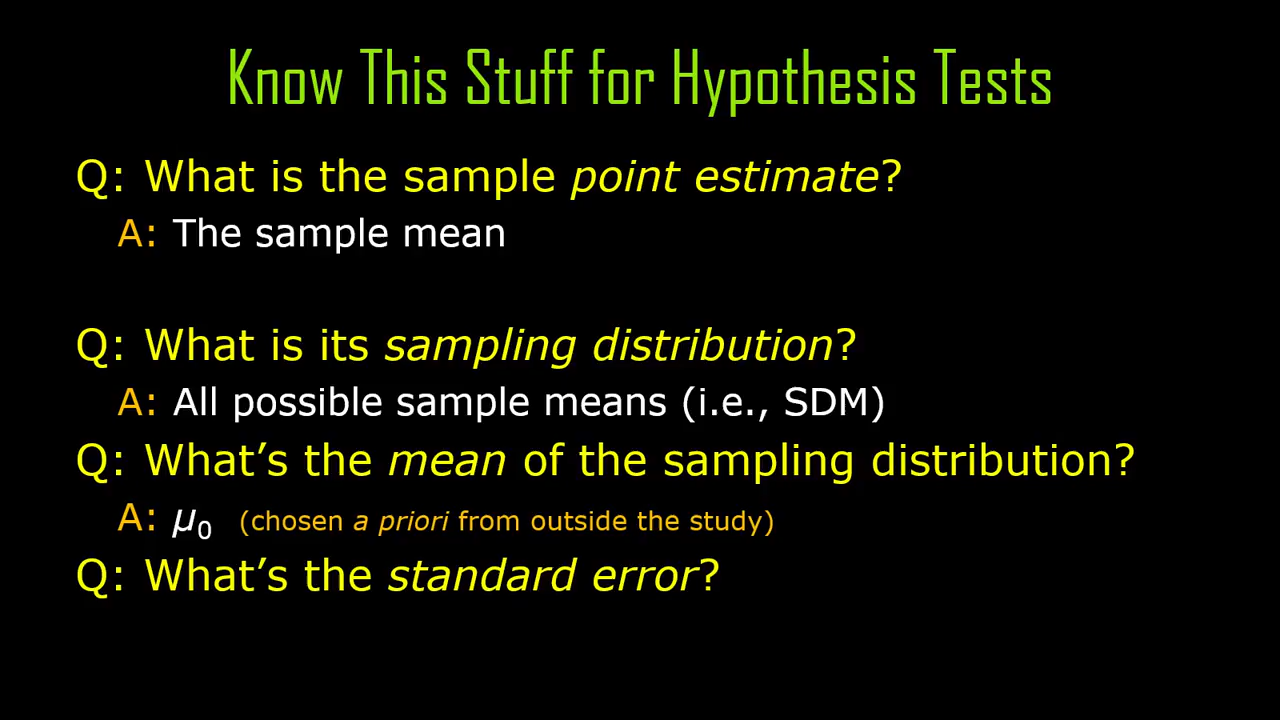 Know This Stuff for Hypothesis Tests
Q: What is the sample point estimate?
A: The sample mean
Q: What is its sampling distribution?
A: All possible sample means (i.e., SDM)
Q: What’s the mean of the sampling distribution?
A: μ₀ (chosen a priori from outside the study)
Q: What’s the standard error?